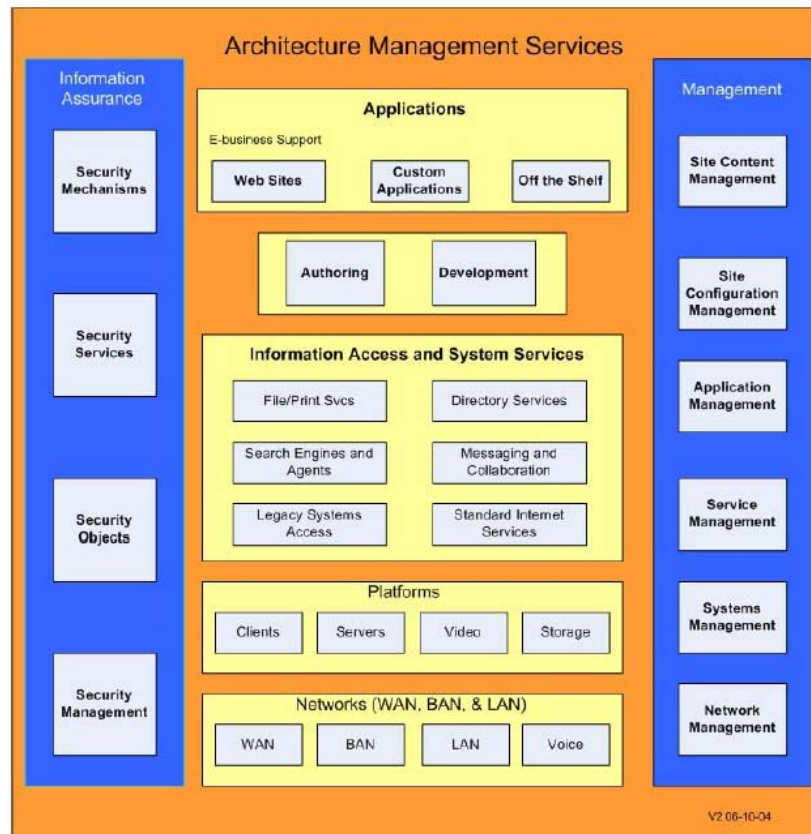 Architecture Management Services
Information
Assurance
Security
Mechanisms
Security
Services
Security
Objects
Security
Management
Applications
E-business Support
Web Sites
Custom
Applications
Off the Shelf
Authoring
Development
Information Access and System Services
File/Print Svcs
Directory Services
Search Engines and
Agents
Messaging and
Collaboration
Legacy Systems
Access
Standard Internet
Services
Platforms
Clients
Servers
Video
Storage
Networks (WAN, BAN, & LAN)
WAN
BAN
LAN
Voice
Management
Site Content
Management
Site
Configuration
Management
Application
Management
Service
Management
Systems
Management
Network
Management
V2 06-10-04